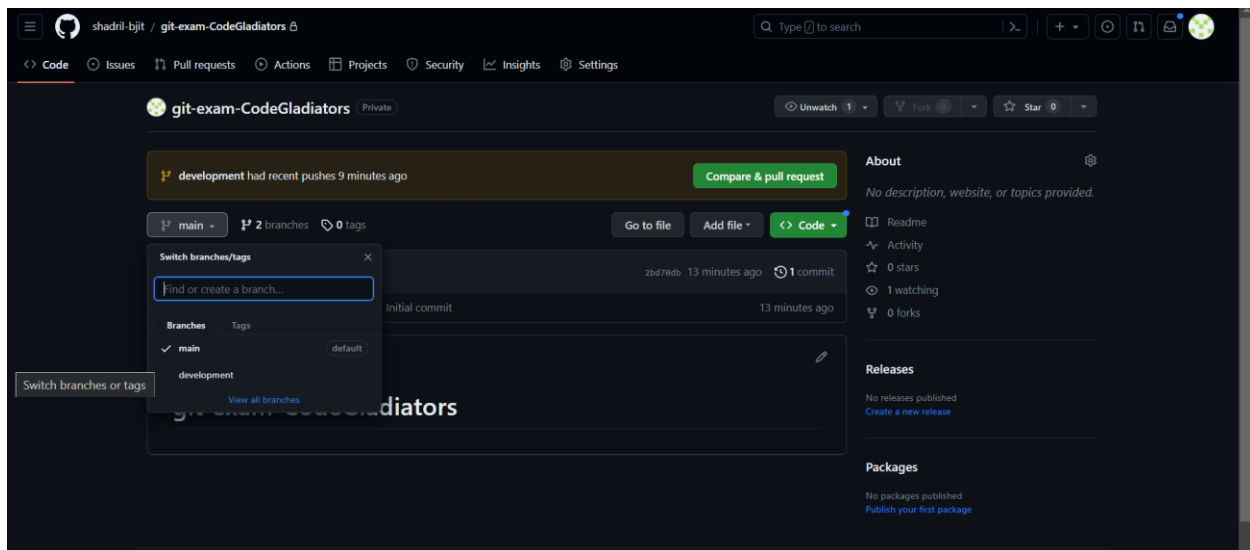 shadril-bjit / git-exam-CodeGladiators
Type / to search
Code Issues Pull requests Actions Projects Security Insights Settings
git-exam-CodeGladiators Private
Unwatch 1 Fork 0 Star 0
development had recent pushes 9 minutes ago Compare & pull request
main 2 branches 0 tags Go to file Add file Code
Switch branches/tags
Find or create a branch...
Branches Tags
main default
development
View all branches
Switch branches or tags
2bd70db 13 minutes ago 1 commit
Initial commit 13 minutes ago
git-exam-CodeGladiators
About
No description, website, or topics provided.
Readme
Activity
0 stars
1 watching
0 forks
Releases
No releases published
Create a new release
Packages
No packages published
Publish your first package